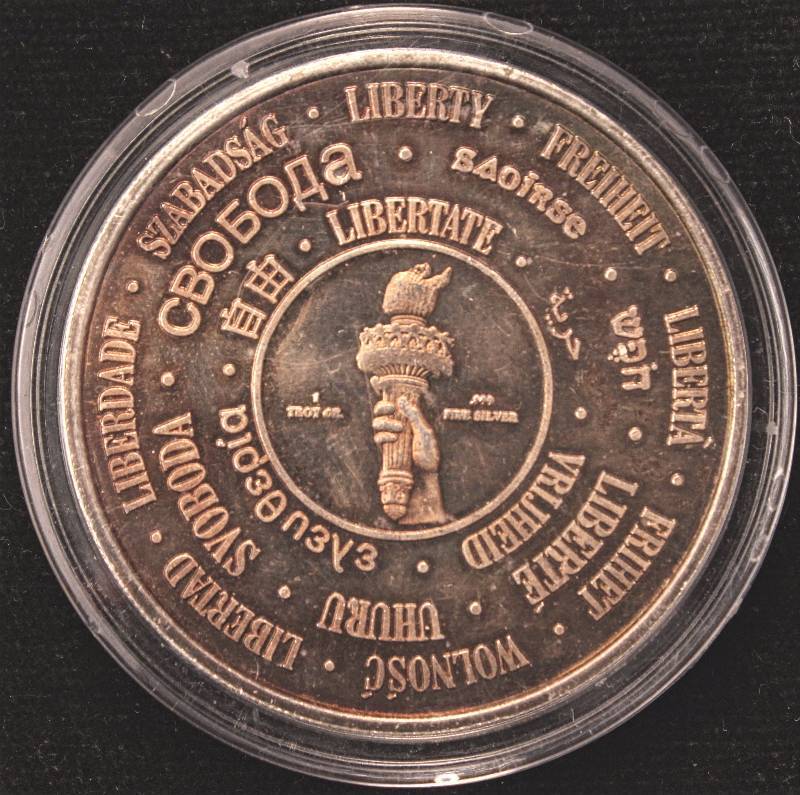 LIBERTY · FREIHEIT · LIBERTÀ · FRIHET · WOLNOŚĆ · LIBERTAD · LIBERDADE · SZABADSÁG
СВОБОДа · saoirse · חֹפֶשׁ · LIBERTÉ · UHURU · SVOBODA
LIBERTATE · حرية · VRIJHEID · ελευθερία · 自由
1
TROY OZ.
.999
FINE SILVER